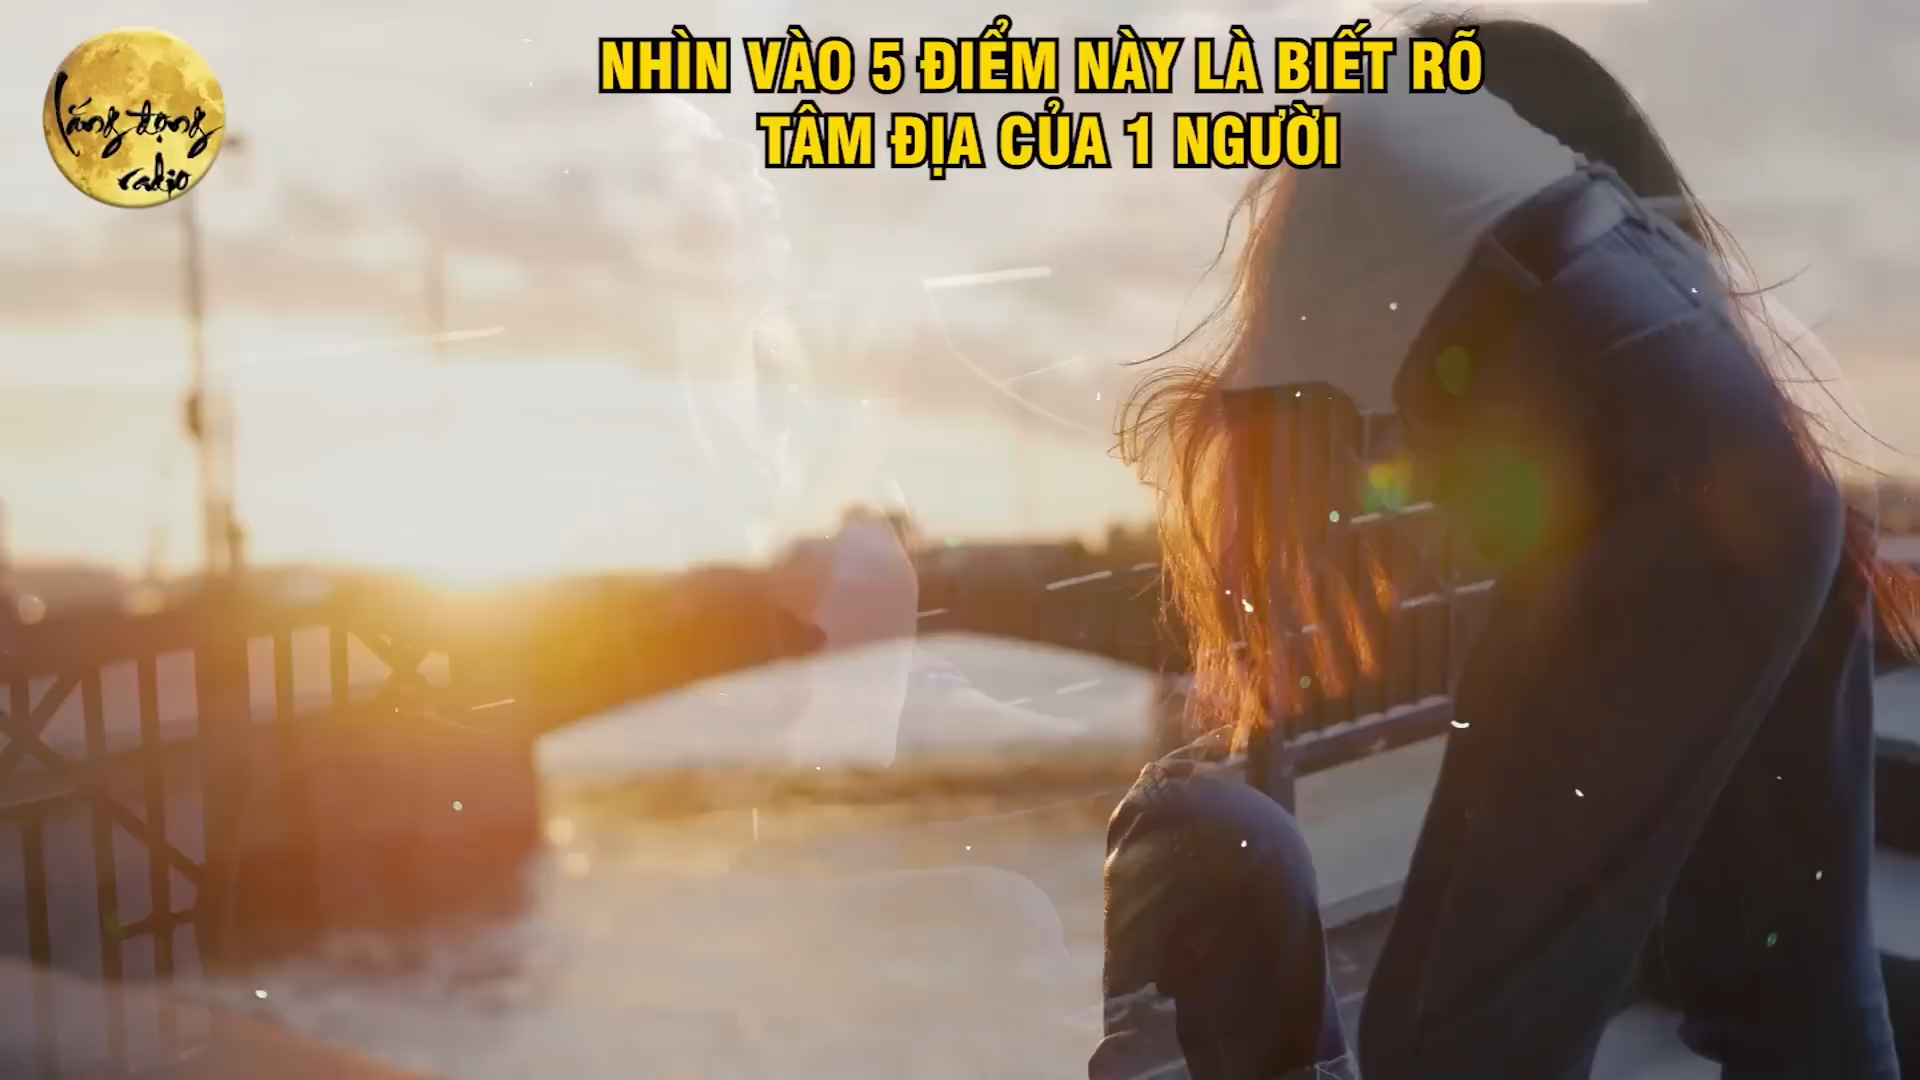 lắng đọng
radio
NHÌN VÀO 5 ĐIỂM NÀY LÀ BIẾT RÕ
TÂM ĐỊA CỦA 1 NGƯỜI